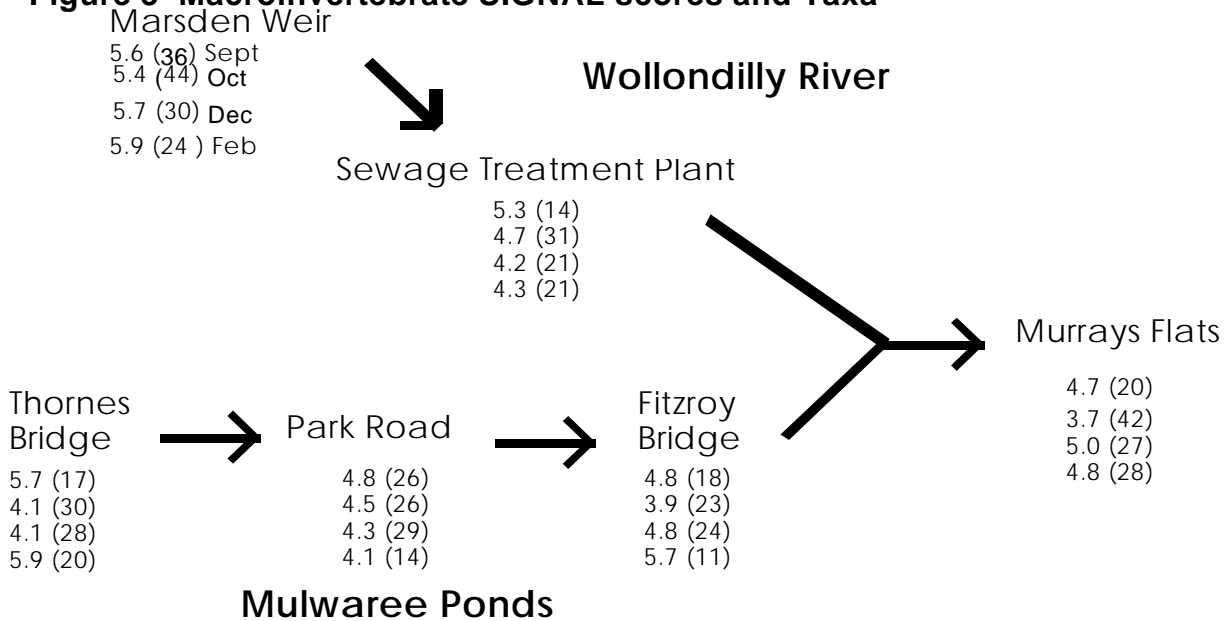 Figure 3 Macroinvertebrate SIGNAL scores and Taxa
Marsden Weir
5.6 (36) Sept
5.4 (44) Oct
5.7 (30) Dec
5.9 (24 ) Feb
Wollondilly River
Sewage Treatment Plant
5.3 (14)
4.7 (31)
4.2 (21)
4.3 (21)
Murrays Flats
4.7 (20)
3.7 (42)
5.0 (27)
4.8 (28)
Thornes
Bridge
5.7 (17)
4.1 (30)
4.1 (28)
5.9 (20)
Park Road
4.8 (26)
4.5 (26)
4.3 (29)
4.1 (14)
Fitzroy
Bridge
4.8 (18)
3.9 (23)
4.8 (24)
5.7 (11)
Mulwaree Ponds